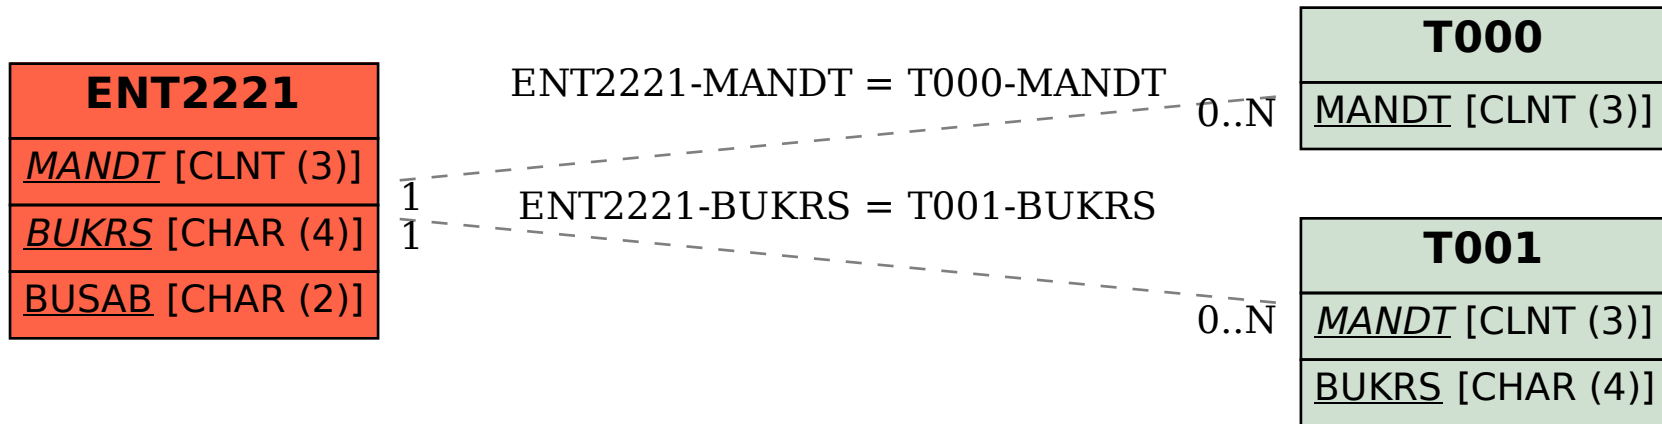 ENT2221
MANDT [CLNT (3)]
BUKRS [CHAR (4)]
BUSAB [CHAR (2)]
ENT2221-MANDT = T000-MANDT
0..N
1
ENT2221-BUKRS = T001-BUKRS
1
0..N
T000
MANDT [CLNT (3)]
T001
MANDT [CLNT (3)]
BUKRS [CHAR (4)]